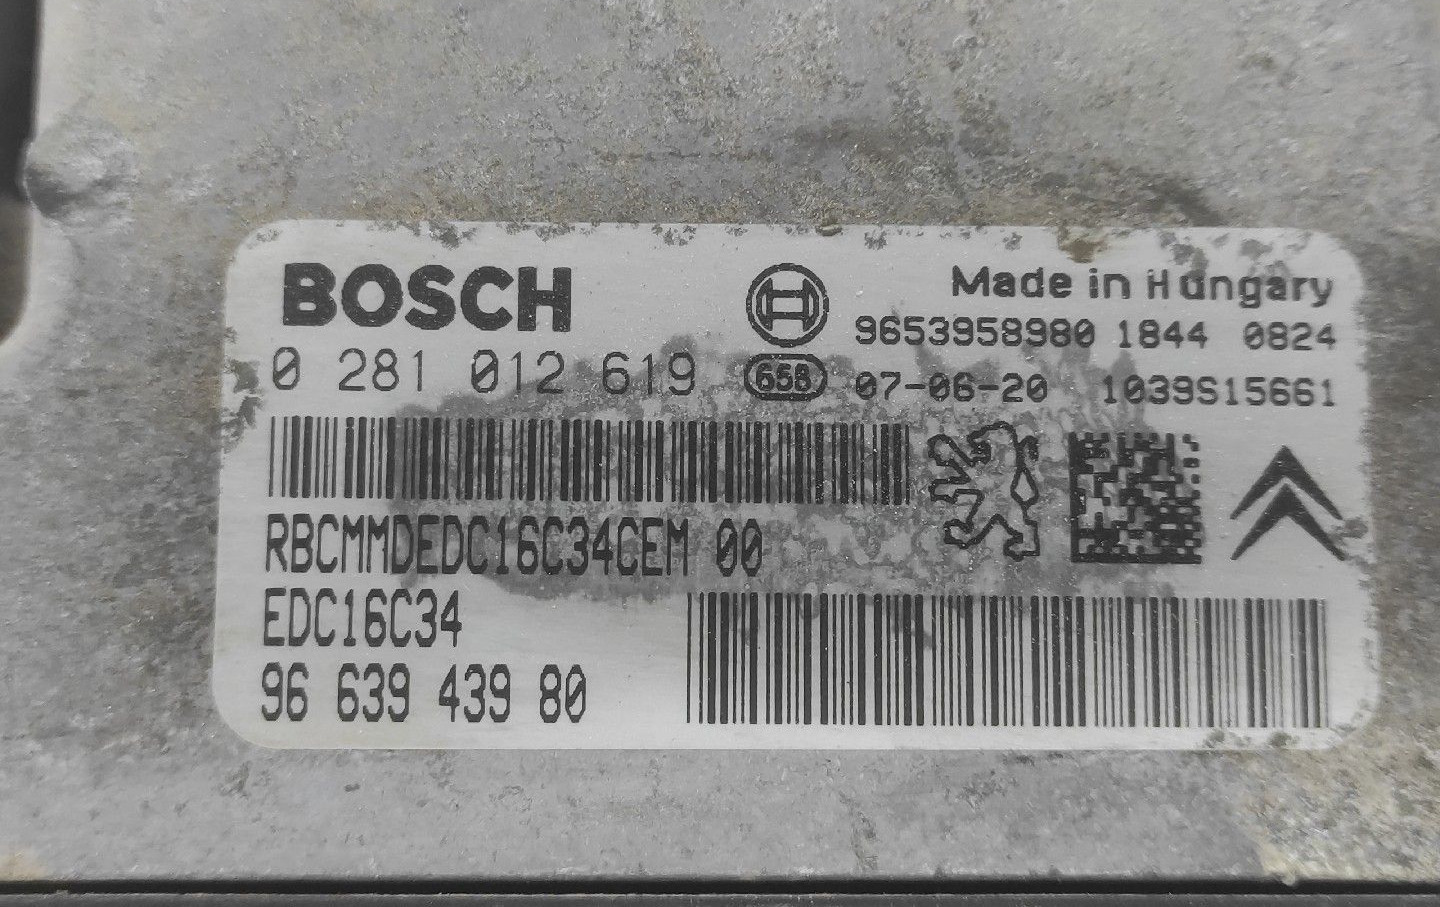 BOSCH
Made in Hungary
9653958980 1844 0824
0 281 012 619
658
07-06-20 1039S15661
RBCMMDEDC16C34CEM 00
EDC16C34
96 639 439 80